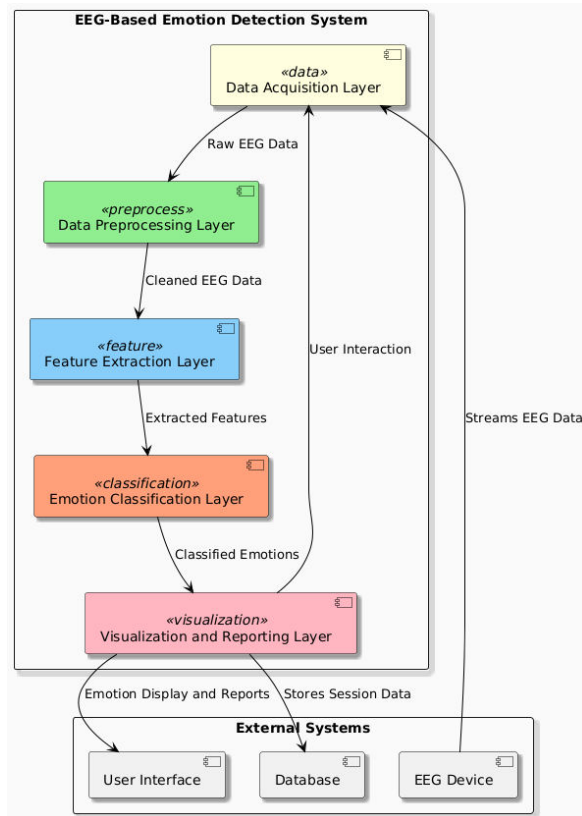 EEG-Based Emotion Detection System
«data»
Data Acquisition Layer
Raw EEG Data
«preprocess»
Data Preprocessing Layer
Cleaned EEG Data
«feature»
Feature Extraction Layer
User Interaction
Extracted Features
Streams EEG Data
«classification»
Emotion Classification Layer
Classified Emotions
«visualization»
Visualization and Reporting Layer
Emotion Display and Reports
Stores Session Data
External Systems
User Interface
Database
EEG Device